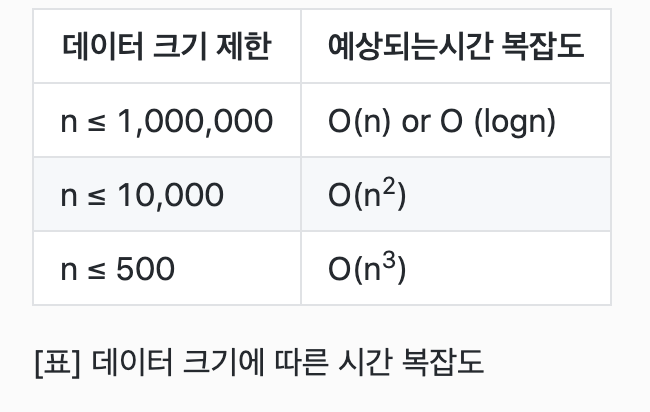 데이터 크기 제한 예상되는시간 복잡도
n ≤ 1,000,000 O(n) or O (logn)
n ≤ 10,000 O(n²)
n ≤ 500 O(n³)
[표] 데이터 크기에 따른 시간 복잡도